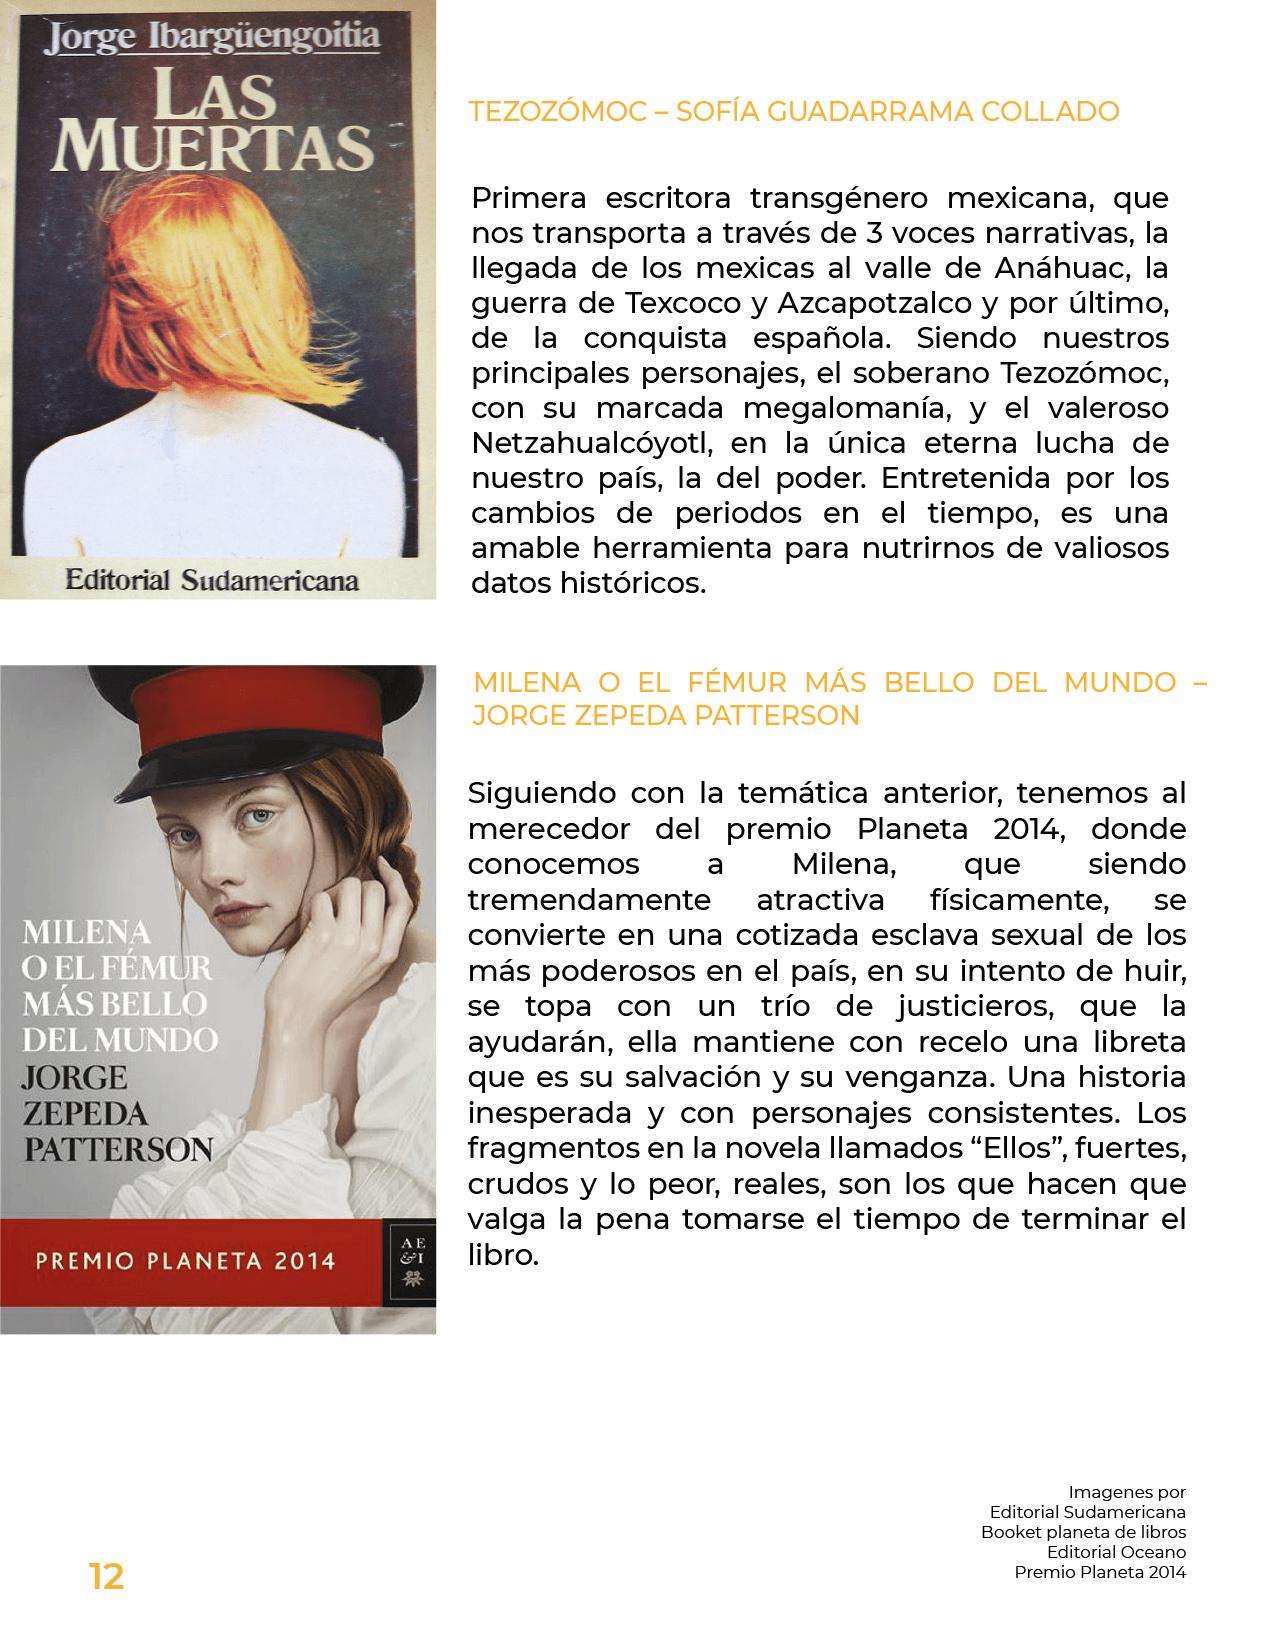 Jorge Ibargüengoitia
LAS
MUERTAS
Editorial Sudamericana
TEZOZÓMOC – SOFÍA GUADARRAMA COLLADO
Primera escritora transgénero mexicana, que
nos transporta a través de 3 voces narrativas, la
llegada de los mexicas al valle de Anáhuac, la
guerra de Texcoco y Azcapotzalco y por último,
de la conquista española. Siendo nuestros
principales personajes, el soberano Tezozómoc,
con su marcada megalomanía, y el valeroso
Netzahualcóyotl, en la única eterna lucha de
nuestro país, la del poder. Entretenida por los
cambios de periodos en el tiempo, es una
amable herramienta para nutrirnos de valiosos
datos históricos.
MILENA
O EL FÉMUR
MÁS BELLO
DEL MUNDO
JORGE
ZEPEDA
PATTERSON
PREMIO PLANETA 2014
AE
&I
MILENA O EL FÉMUR MÁS BELLO DEL MUNDO –
JORGE ZEPEDA PATTERSON
Siguiendo con la temática anterior, tenemos al
merecedor del premio Planeta 2014, donde
conocemos a Milena, que siendo
tremendamente atractiva físicamente, se
convierte en una cotizada esclava sexual de los
más poderosos en el país, en su intento de huir,
se topa con un trío de justicieros, que la
ayudarán, ella mantiene con recelo una libreta
que es su salvación y su venganza. Una historia
inesperada y con personajes consistentes. Los
fragmentos en la novela llamados “Ellos”, fuertes,
crudos y lo peor, reales, son los que hacen que
valga la pena tomarse el tiempo de terminar el
libro.
Imagenes por
Editorial Sudamericana
Booket planeta de libros
Editorial Oceano
Premio Planeta 2014
12